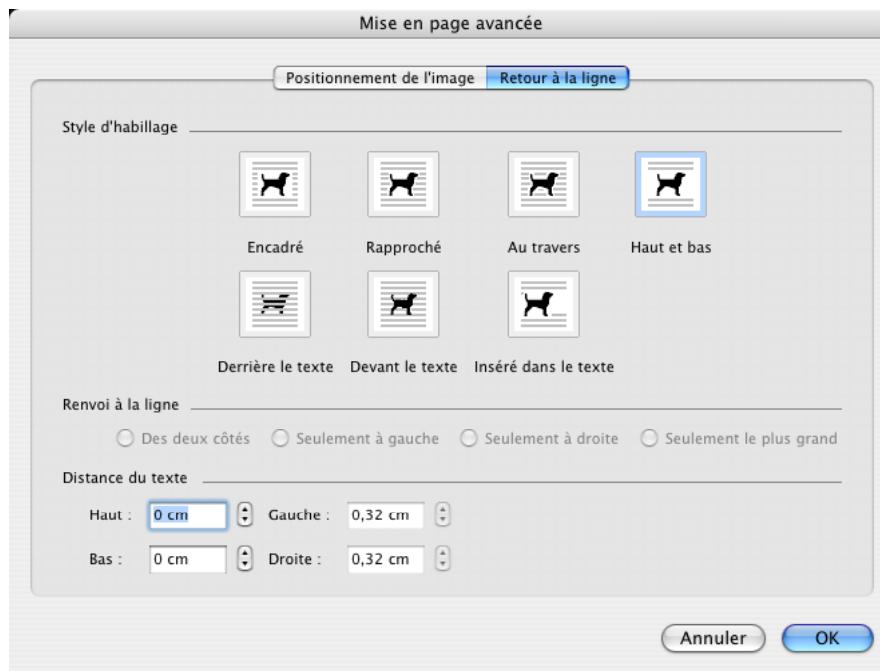 Mise en page avancée
Positionnement de l'image Retour à la ligne
Style d'habillage
Encadré Rapproché Au travers Haut et bas
Derrière le texte Devant le texte Inséré dans le texte
Renvoi à la ligne
Des deux côtés Seulement à gauche Seulement à droite Seulement le plus grand
Distance du texte
Haut : 0 cm Gauche : 0,32 cm
Bas : 0 cm Droite : 0,32 cm
Annuler OK